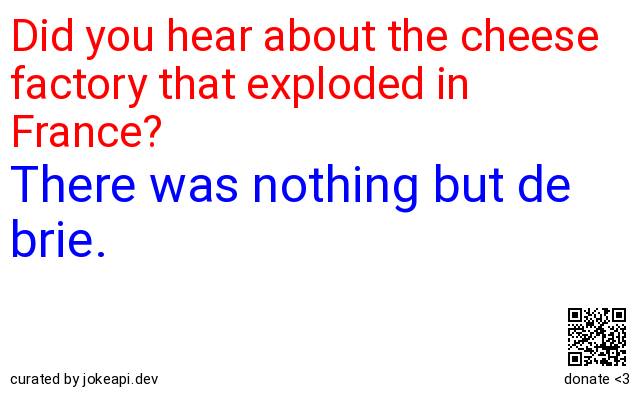 Did you hear about the cheese
factory that exploded in
France?
There was nothing but de
brie.
curated by jokeapi.dev
donate <3